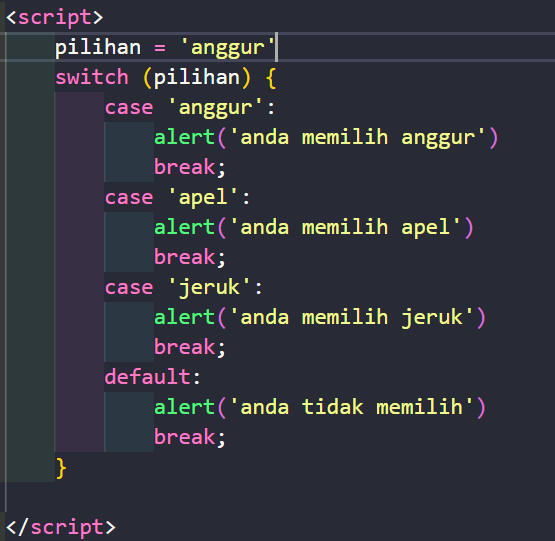 <script>
    pilihan = 'anggur'
    switch (pilihan) {
        case 'anggur':
            alert('anda memilih anggur')
            break;
        case 'apel':
            alert('anda memilih apel')
            break;
        case 'jeruk':
            alert('anda memilih jeruk')
            break;
        default:
            alert('anda tidak memilih')
            break;
    }
</script>